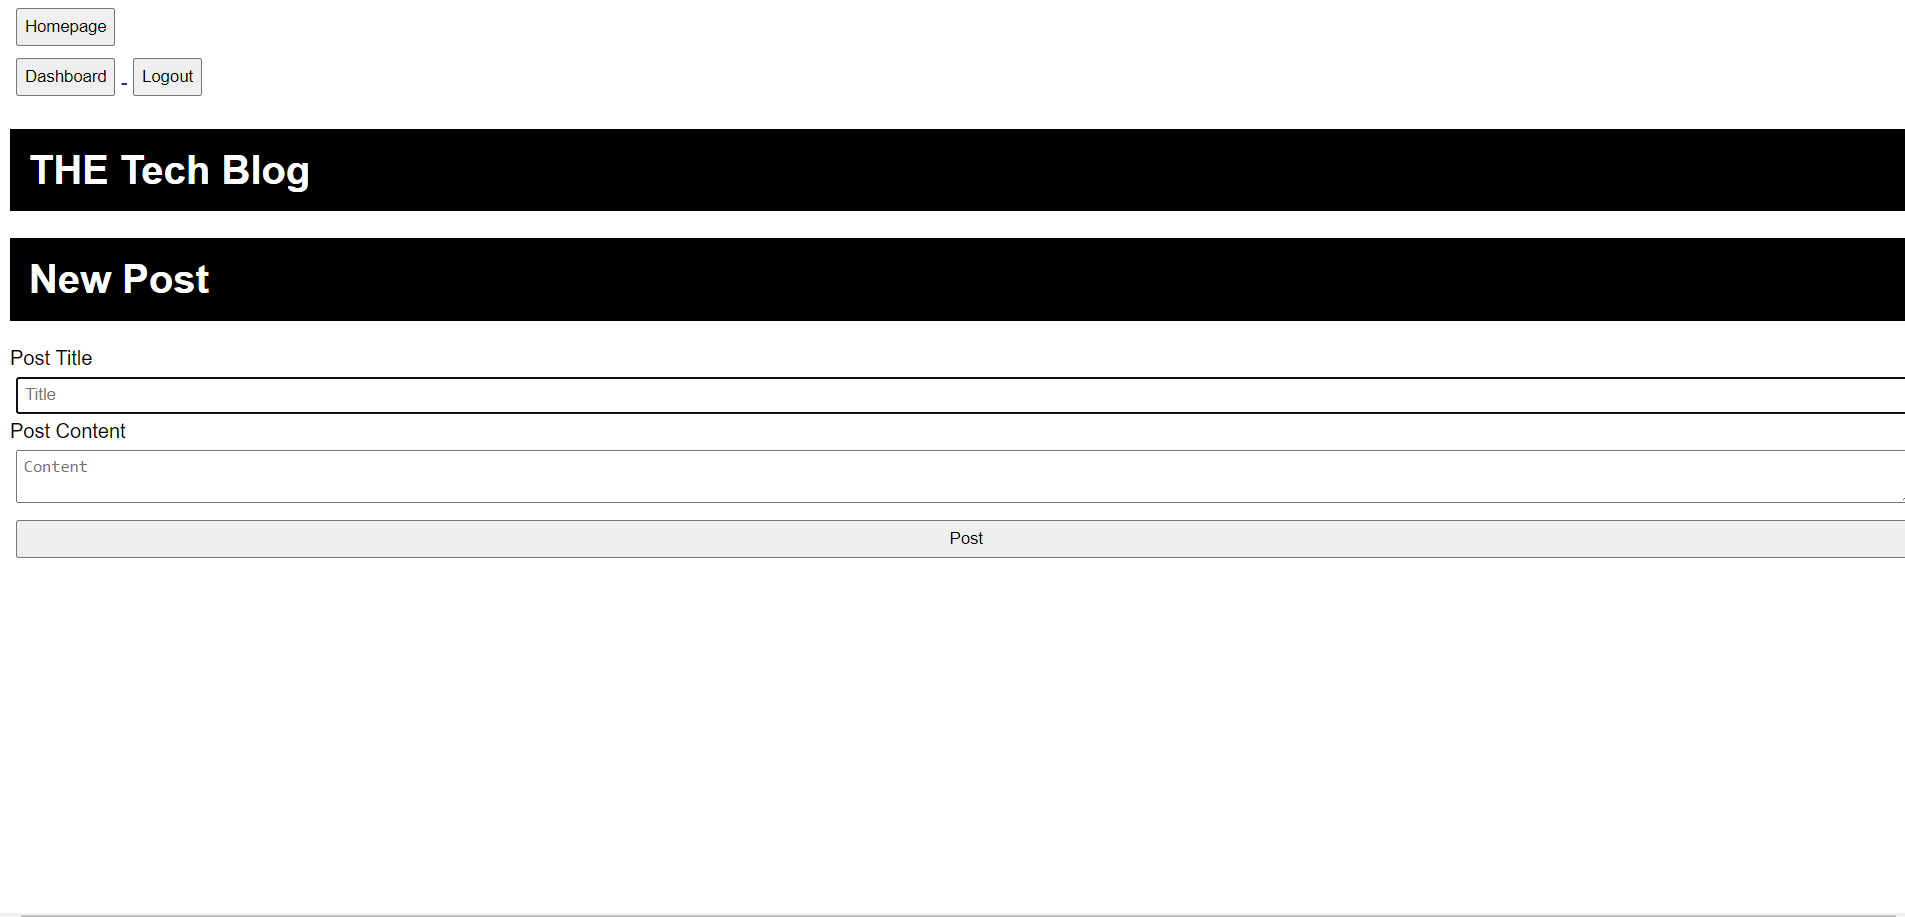 Homepage
Dashboard Logout
THE Tech Blog
New Post
Post Title
Title
Post Content
Content
Post